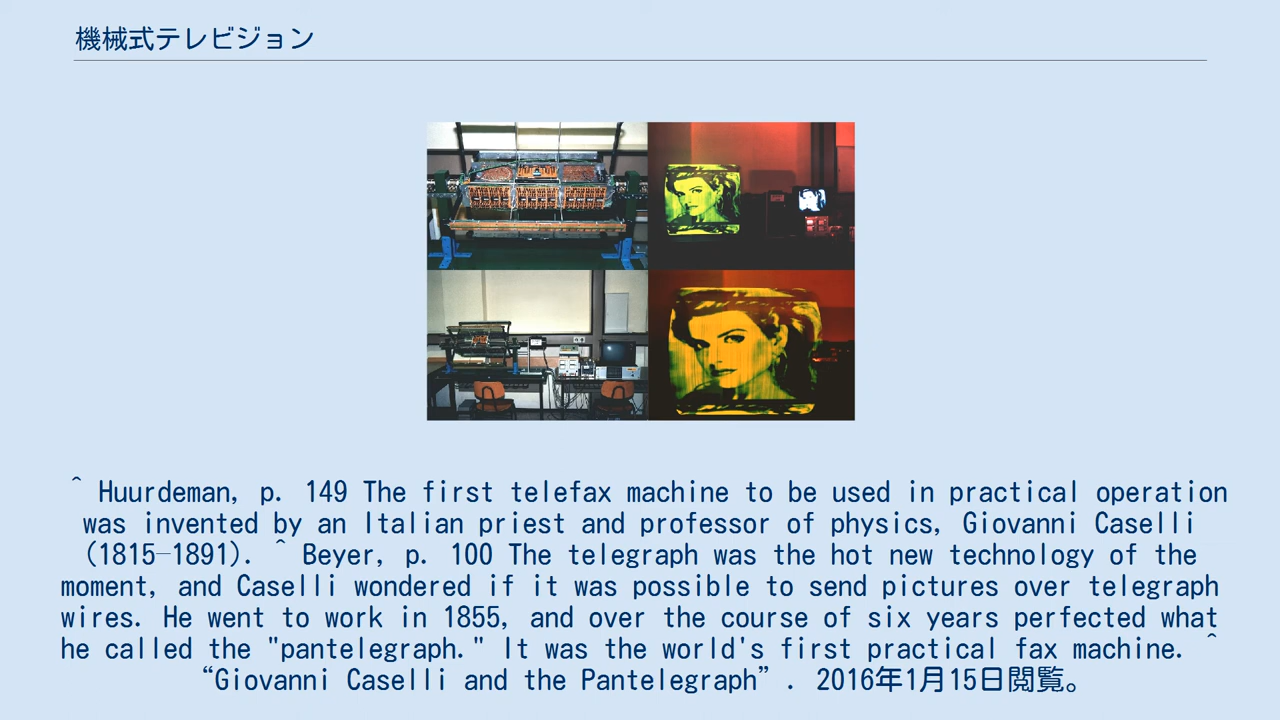 機械式テレビジョン
^ Huurdeman, p. 149 The first telefax machine to be used in practical operation
was invented by an Italian priest and professor of physics, Giovanni Caselli
(1815–1891). ^ Beyer, p. 100 The telegraph was the hot new technology of the
moment, and Caselli wondered if it was possible to send pictures over telegraph
wires. He went to work in 1855, and over the course of six years perfected what
he called the "pantelegraph." It was the world's first practical fax machine. ^
“Giovanni Caselli and the Pantelegraph”. 2016年1月15日閲覧。